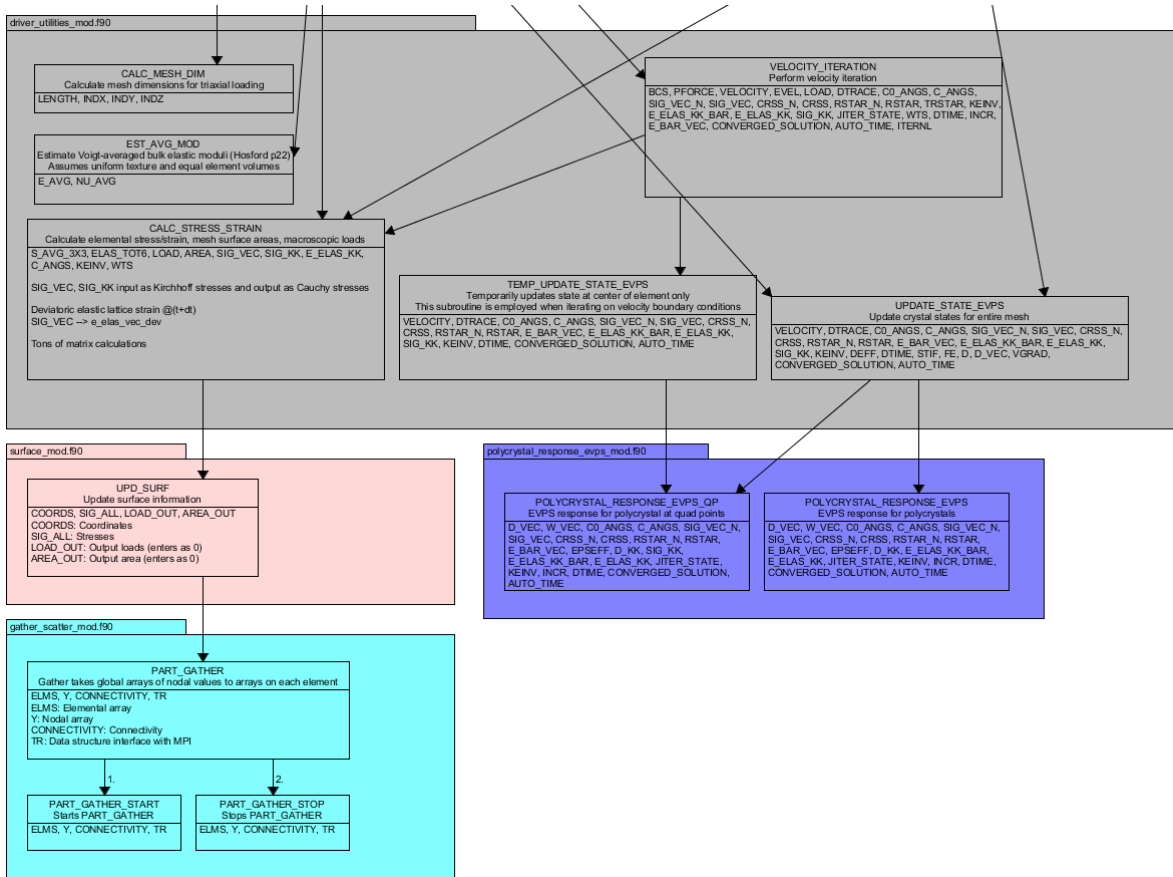 driver_utilities_mod.f90
CALC_MESH_DIM
Calculate mesh dimensions for triaxial loading
LENGTH, INDX, INDY, INDZ
VELOCITY_ITERATION
Perform velocity iteration
BCS, PFORCE, VELOCITY, EVEL, LOAD, DTRACE, C0_ANGS, C_ANGS,
SIG_VEC_N, SIG_VEC, CRSS_N, CRSS, RSTAR_N, RSTAR, TRSTAR, KEINV,
E_ELAS_KK_BAR, E_ELAS_KK, SIG_KK, JITER_STATE, WTS, DTIME, INCR,
E_BAR_VEC, CONVERGED_SOLUTION, AUTO_TIME, ITERNL
EST_AVG_MOD
Estimate Voigt-averaged bulk elastic moduli (Hosford p22)
Assumes uniform texture and equal element volumes
E_AVG, NU_AVG
CALC_STRESS_STRAIN
Calculate elemental stress/strain, mesh surface areas, macroscopic loads
S_AVG_3X3, ELAS_TOT6, LOAD, AREA, SIG_VEC, SIG_KK, E_ELAS_KK,
C_ANGS, KEINV, WTS
SIG_VEC, SIG_KK input as Kirchhoff stresses and output as Cauchy stresses
Deviatoric elastic lattice strain @(t+dt)
SIG_VEC --> e_elas_vec_dev
Tons of matrix calculations
TEMP_UPDATE_STATE_EVPS
Temporarily updates state at center of element only
This subroutine is employed when iterating on velocity boundary conditions
VELOCITY, DTRACE, C0_ANGS, C_ANGS, SIG_VEC_N, SIG_VEC, CRSS_N,
CRSS, RSTAR_N, RSTAR, E_BAR_VEC, E_ELAS_KK_BAR, E_ELAS_KK,
SIG_KK, KEINV, DTIME, CONVERGED_SOLUTION, AUTO_TIME
UPDATE_STATE_EVPS
Update crystal states for entire mesh
VELOCITY, DTRACE, C0_ANGS, C_ANGS, SIG_VEC_N, SIG_VEC, CRSS_N,
CRSS, RSTAR_N, RSTAR, E_BAR_VEC, E_ELAS_KK_BAR, E_ELAS_KK,
SIG_KK, KEINV, DEFF, DTIME, STIF, FE, D, D_VEC, VGRAD,
CONVERGED_SOLUTION, AUTO_TIME
surface_mod.f90
UPD_SURF
Update surface information
COORDS, SIG_ALL, LOAD_OUT, AREA_OUT
COORDS: Coordinates
SIG_ALL: Stresses
LOAD_OUT: Output loads (enters as 0)
AREA_OUT: Output area (enters as 0)
polycrystal_response_evps_mod.f90
POLYCRYSTAL_RESPONSE_EVPS_QP
EVPS response for polycrystal at quad points
D_VEC, W_VEC, C0_ANGS, C_ANGS, SIG_VEC_N,
SIG_VEC, CRSS_N, CRSS, RSTAR_N, RSTAR,
E_BAR_VEC, EPSEFF, D_KK, SIG_KK,
E_ELAS_KK_BAR, E_ELAS_KK, JITER_STATE,
KEINV, INCR, DTIME, CONVERGED_SOLUTION,
AUTO_TIME
POLYCRYSTAL_RESPONSE_EVPS
EVPS response for polycrystals
D_VEC, W_VEC, C0_ANGS, C_ANGS, SIG_VEC_N,
SIG_VEC, CRSS_N, CRSS, RSTAR_N, RSTAR,
E_BAR_VEC, EPSEFF, D_KK, E_ELAS_KK_BAR,
E_ELAS_KK, JITER_STATE, KEINV, INCR, DTIME,
CONVERGED_SOLUTION, AUTO_TIME
gather_scatter_mod.f90
PART_GATHER
Gather takes global arrays of nodal values to arrays on each element
ELMS, Y, CONNECTIVITY, TR
ELMS: Elemental array
Y: Nodal array
CONNECTIVITY: Connectivity
TR: Data structure interface with MPI
1.
2.
PART_GATHER_START
Starts PART_GATHER
ELMS, Y, CONNECTIVITY, TR
PART_GATHER_STOP
Stops PART_GATHER
ELMS, Y, CONNECTIVITY, TR